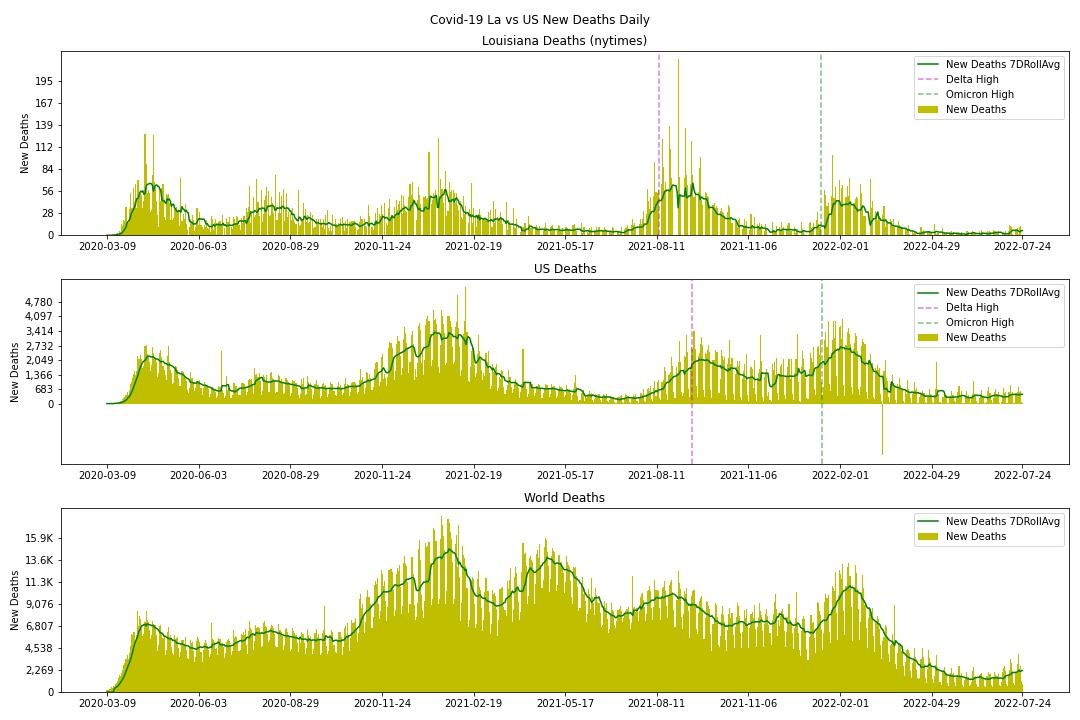 Covid-19 La vs US New Deaths Daily
Louisiana Deaths (nytimes)
New Deaths
195
167
139
112
84
56
28
0
New Deaths 7DRollAvg
Delta High
Omicron High
New Deaths
2020-03-09 2020-06-03 2020-08-29 2020-11-24 2021-02-19 2021-05-17 2021-08-11 2021-11-06 2022-02-01 2022-04-29 2022-07-24
US Deaths
New Deaths
4,780
4,097
3,414
2,732
2,049
1,366
683
0
New Deaths 7DRollAvg
Delta High
Omicron High
New Deaths
2020-03-09 2020-06-03 2020-08-29 2020-11-24 2021-02-19 2021-05-17 2021-08-11 2021-11-06 2022-02-01 2022-04-29 2022-07-24
World Deaths
New Deaths
15.9K
13.6K
11.3K
9,076
6,807
4,538
2,269
0
New Deaths 7DRollAvg
New Deaths
2020-03-09 2020-06-03 2020-08-29 2020-11-24 2021-02-19 2021-05-17 2021-08-11 2021-11-06 2022-02-01 2022-04-29 2022-07-24